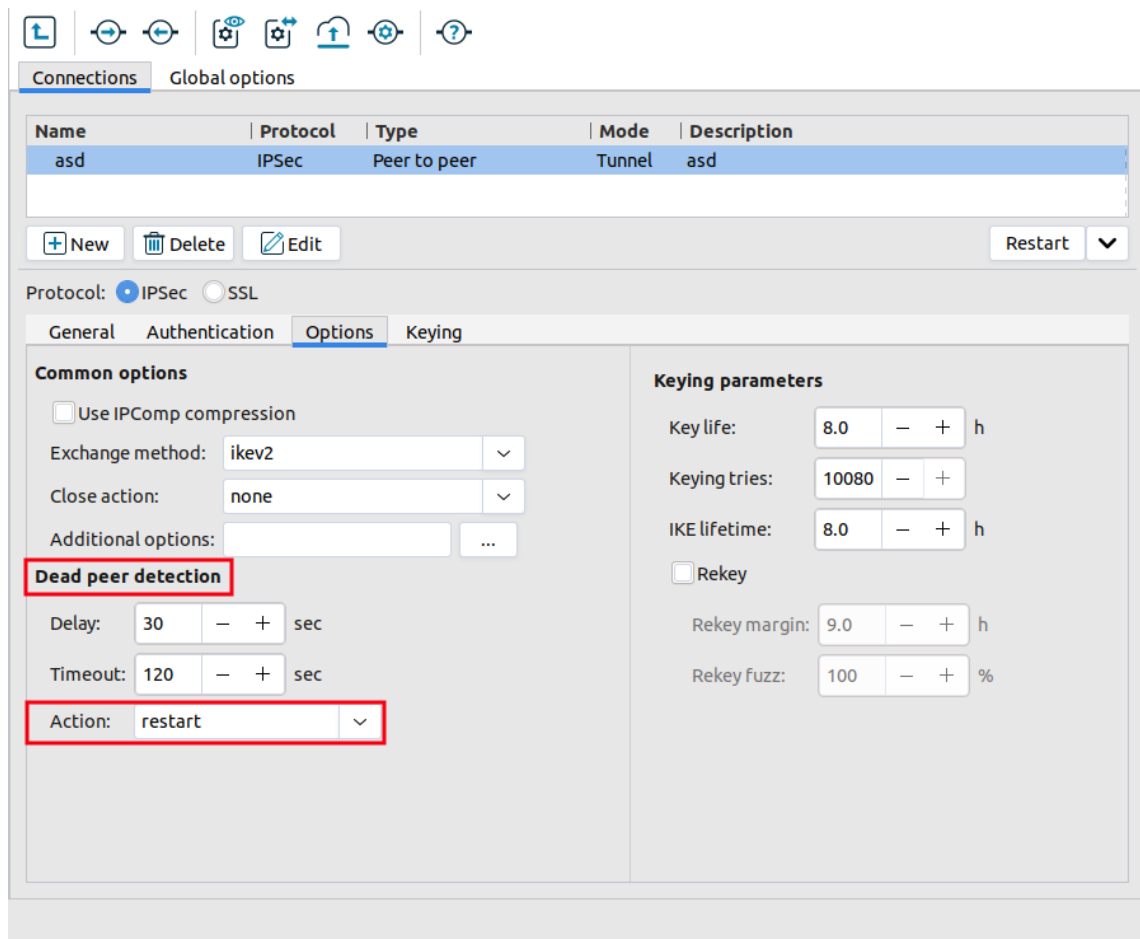 Connections Global options
Name Protocol Type Mode Description
asd IPSec Peer to peer Tunnel asd
New Delete Edit Restart
Protocol: IPSec SSL
General Authentication Options Keying
Common options
Use IPComp compression
Exchange method: ikev2
Close action: none
Additional options: ...
Dead peer detection
Delay: 30 − + sec
Timeout: 120 − + sec
Action: restart
Keying parameters
Key life: 8.0 − + h
Keying tries: 10080 − +
IKE lifetime: 8.0 − + h
Rekey
Rekey margin: 9.0 − + h
Rekey fuzz: 100 − + %